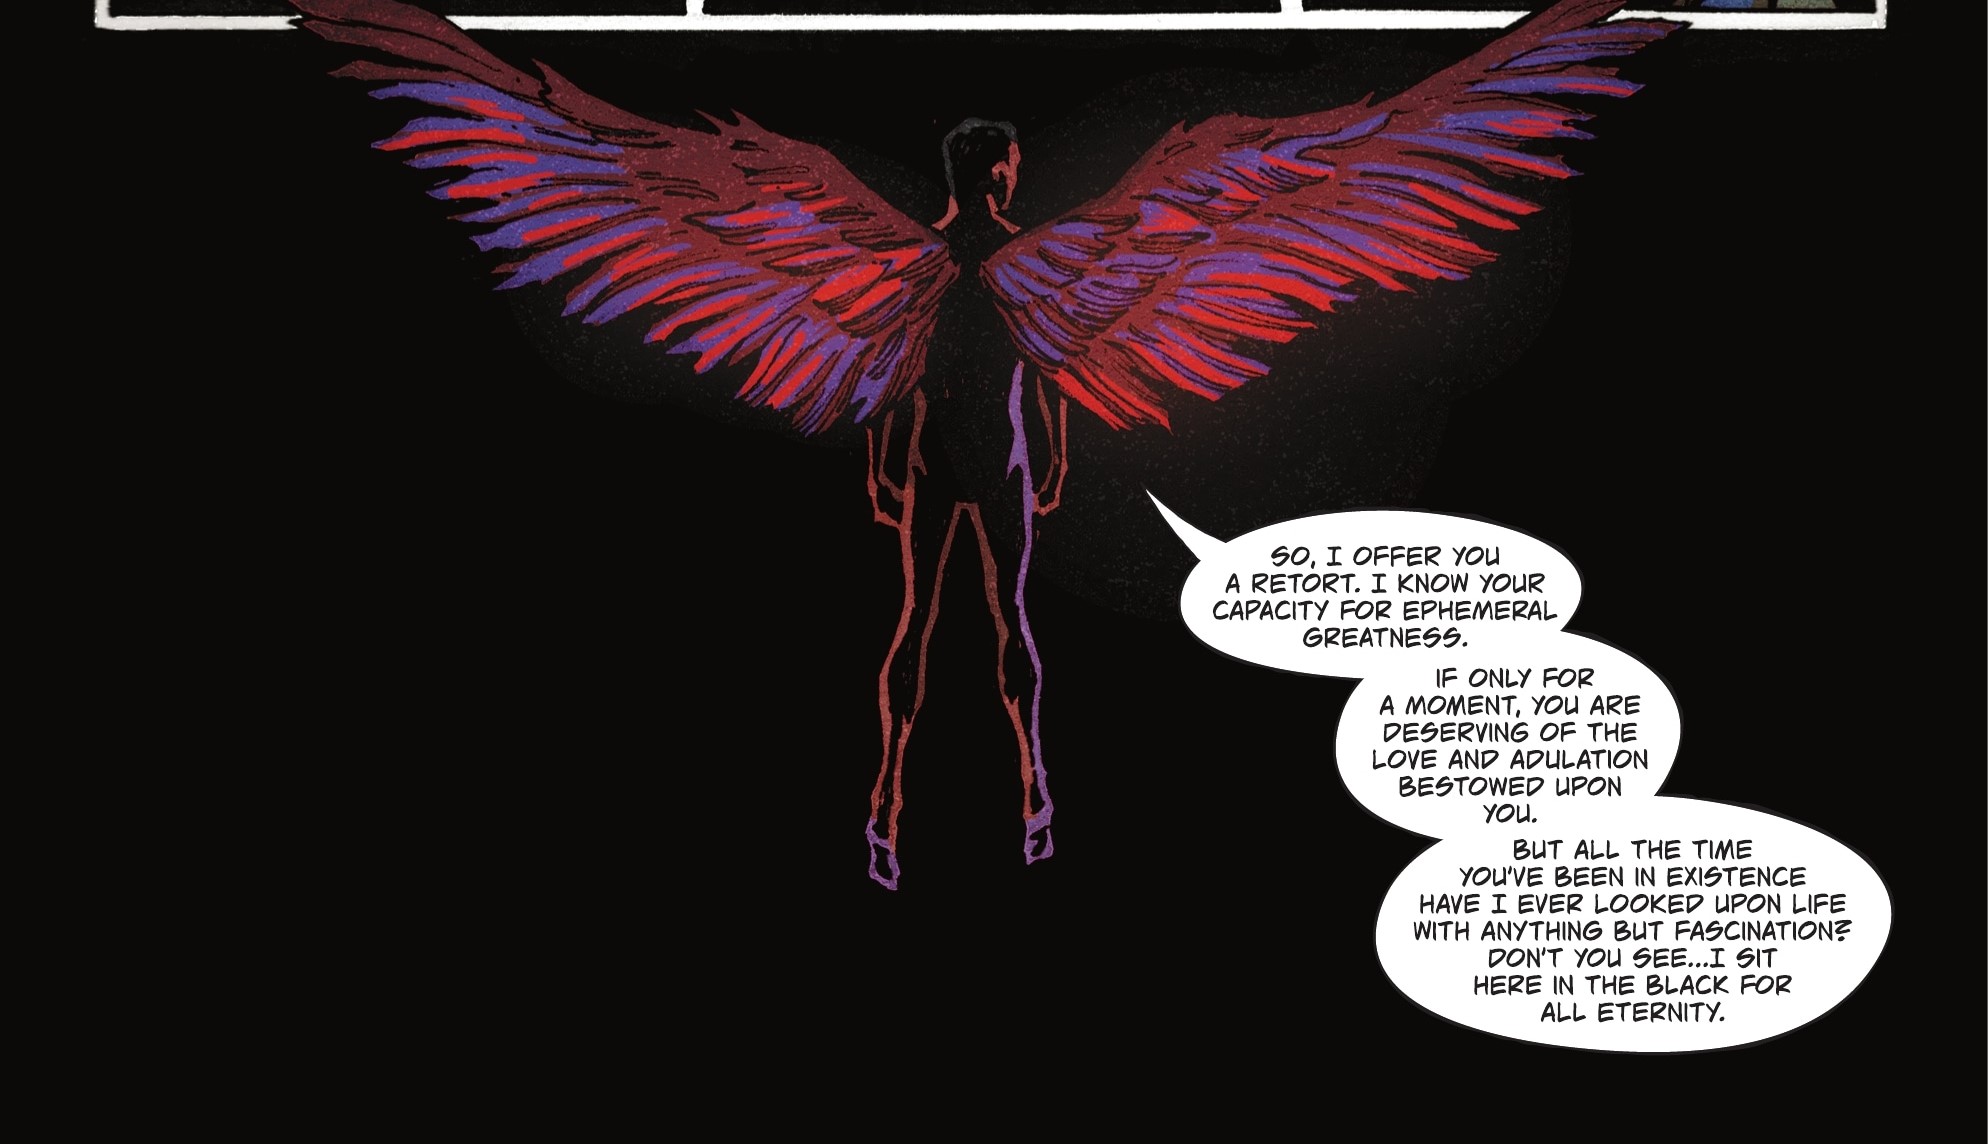 SO, I OFFER YOU
A RETORT. I KNOW YOUR
CAPACITY FOR EPHEMERAL
GREATNESS.
IF ONLY FOR
A MOMENT, YOU ARE
DESERVING OF THE
LOVE AND ADULATION
BESTOWED UPON
YOU.
BUT ALL THE TIME
YOU'VE BEEN IN EXISTENCE
HAVE I EVER LOOKED UPON LIFE
WITH ANYTHING BUT FASCINATION?
DON'T YOU SEE...I SIT
HERE IN THE BLACK FOR
ALL ETERNITY.